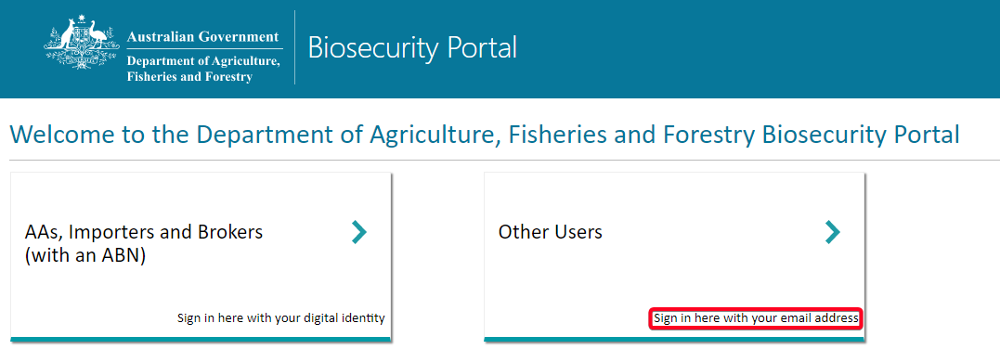 Australian Government
Department of Agriculture,
Fisheries and Forestry
Biosecurity Portal
Welcome to the Department of Agriculture, Fisheries and Forestry Biosecurity Portal
AAs, Importers and Brokers
(with an ABN)
Sign in here with your digital identity
Other Users
Sign in here with your email address